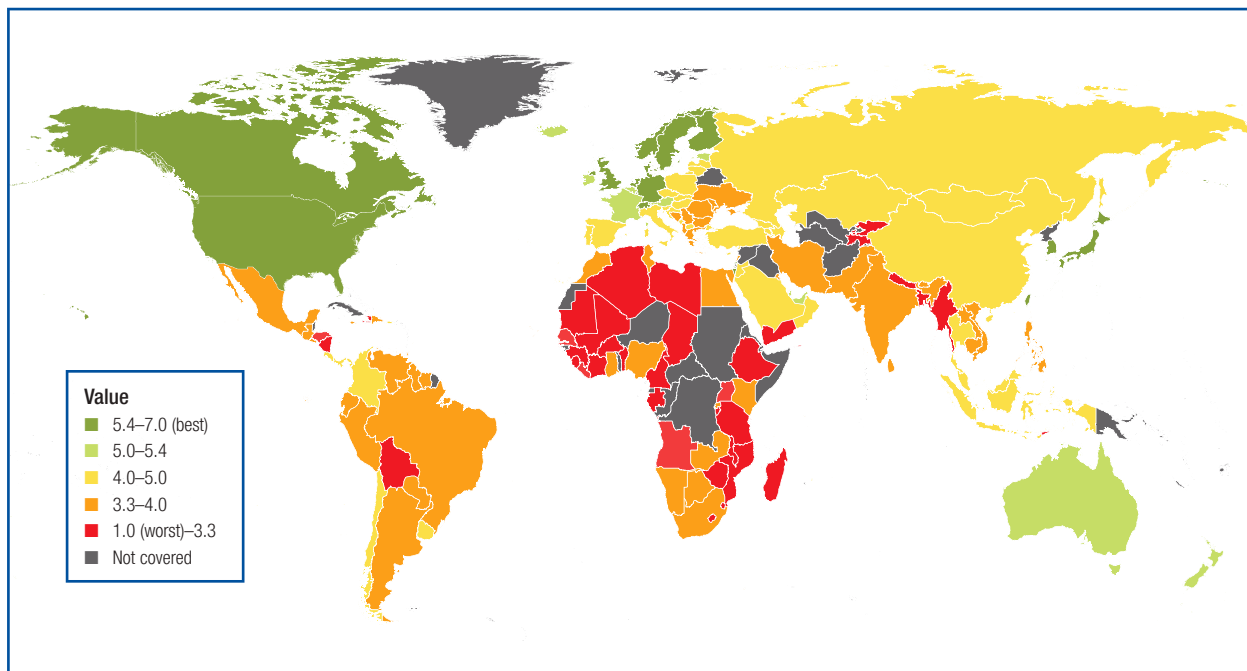 Value
5.4–7.0 (best)
5.0–5.4
4.0–5.0
3.3–4.0
1.0 (worst)–3.3
Not covered